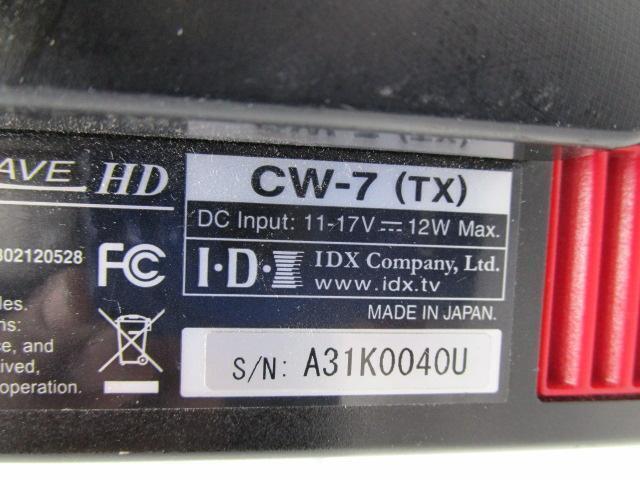 AVE HD
CW-7 (TX)
DC Input: 11-17V 12W Max.
302120528
FC
I·D·X
IDX Company, Ltd.
www.idx.tv
MADE IN JAPAN.
les.
ns:
e, and
ived,
operation.
S/N: A31K0040U